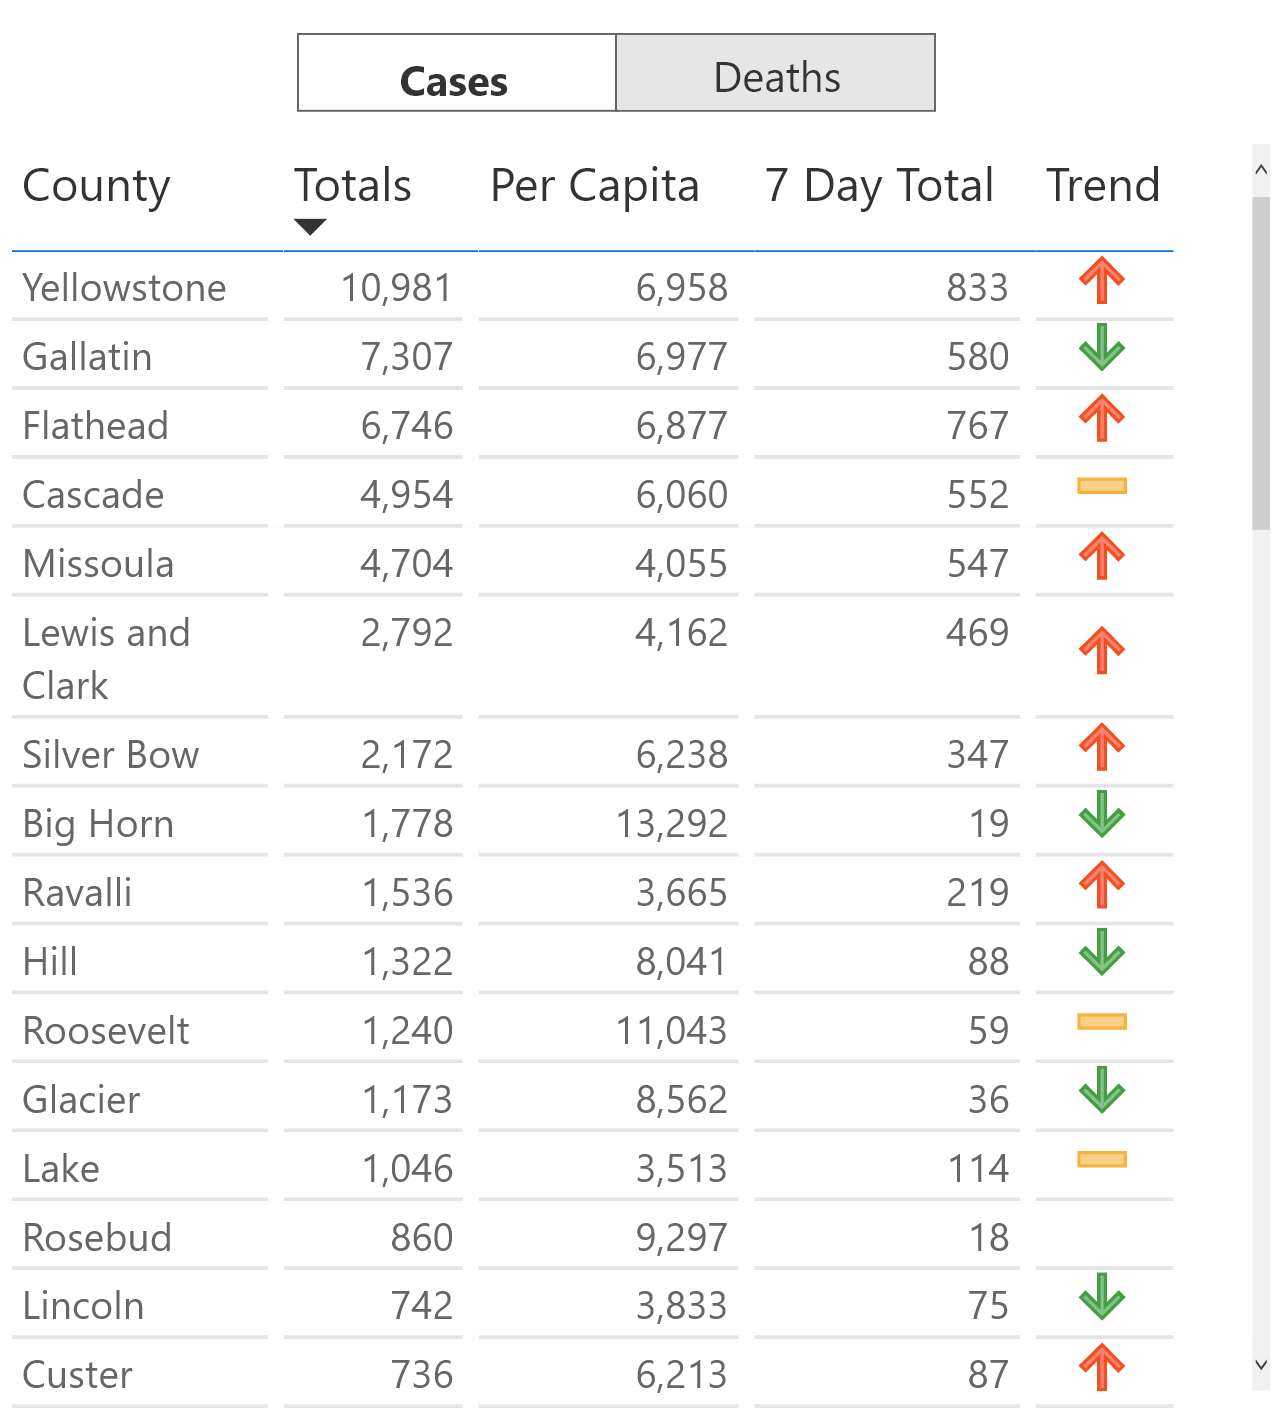 Cases Deaths
County Totals Per Capita 7 Day Total Trend
Yellowstone 10,981 6,958 833
Gallatin 7,307 6,977 580
Flathead 6,746 6,877 767
Cascade 4,954 6,060 552
Missoula 4,704 4,055 547
Lewis and 2,792 4,162 469
Clark
Silver Bow 2,172 6,238 347
Big Horn 1,778 13,292 19
Ravalli 1,536 3,665 219
Hill 1,322 8,041 88
Roosevelt 1,240 11,043 59
Glacier 1,173 8,562 36
Lake 1,046 3,513 114
Rosebud 860 9,297 18
Lincoln 742 3,833 75
Custer 736 6,213 87